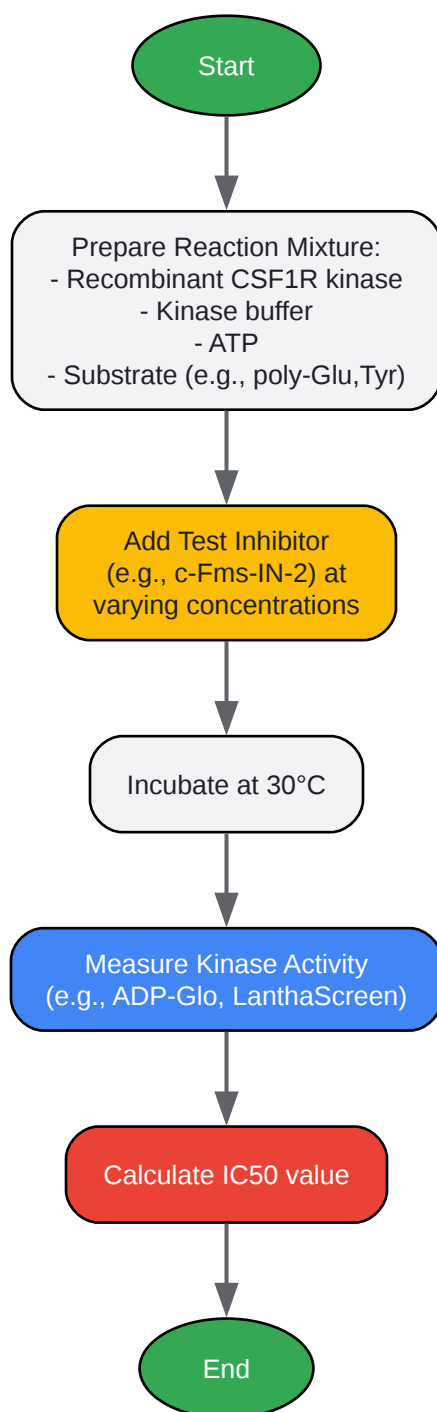 Start
Prepare Reaction Mixture:
- Recombinant CSF1R kinase
- Kinase buffer
- ATP
- Substrate (e.g., poly-Glu,Tyr)
Add Test Inhibitor
(e.g., c-Fms-IN-2) at
varying concentrations
Incubate at 30°C
Measure Kinase Activity
(e.g., ADP-Glo, LanthaScreen)
Calculate IC50 value
End